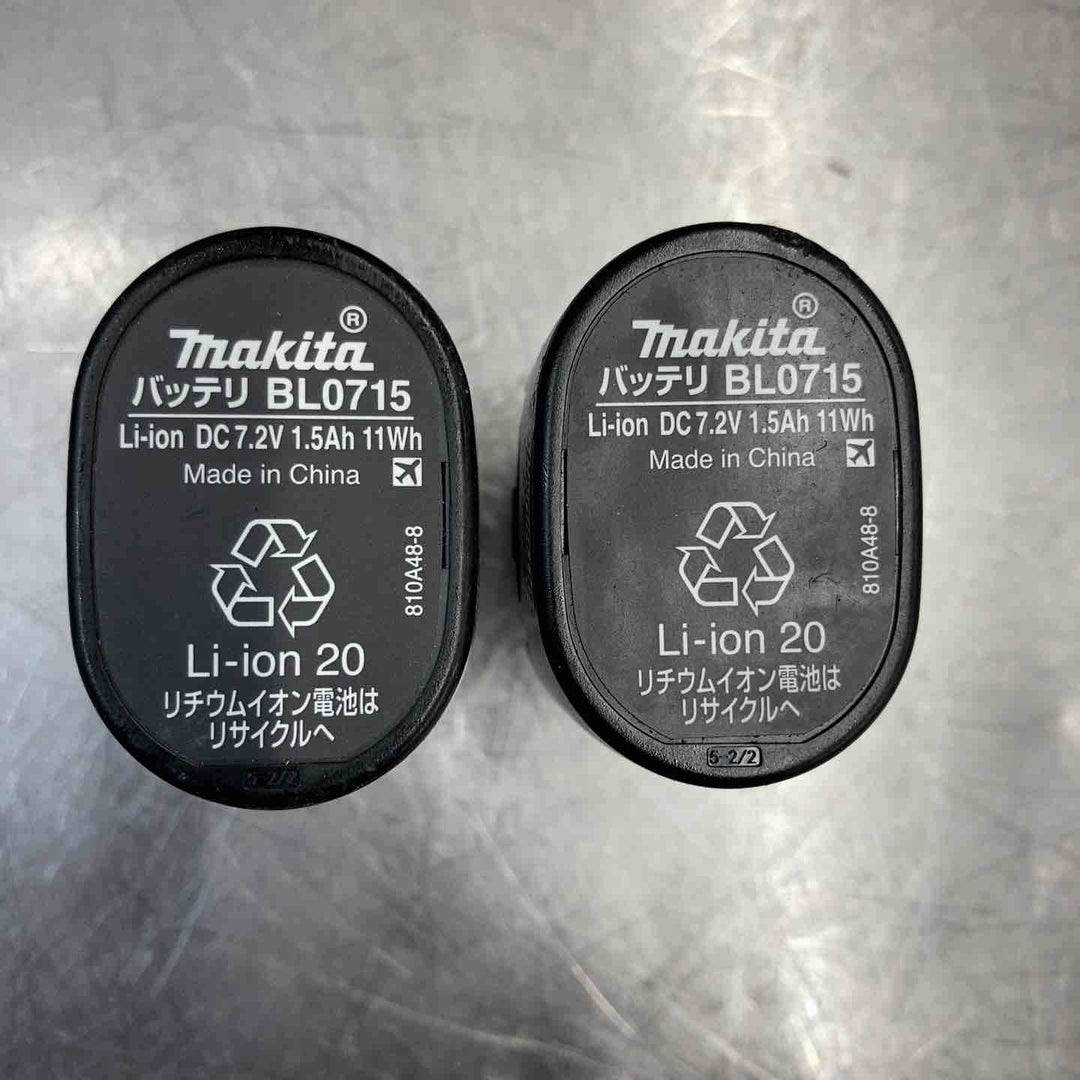 makita®
バッテリ BL0715
Li-ion DC 7.2V 1.5Ah 11Wh
Made in China
810A48-8
Li-ion 20
リチウムイオン電池は
リサイクルへ
5-2/2
makita®
バッテリ BL0715
Li-ion DC 7.2V 1.5Ah 11Wh
Made in China
810A48-8
Li-ion 20
リチウムイオン電池は
リサイクルへ
5-2/2